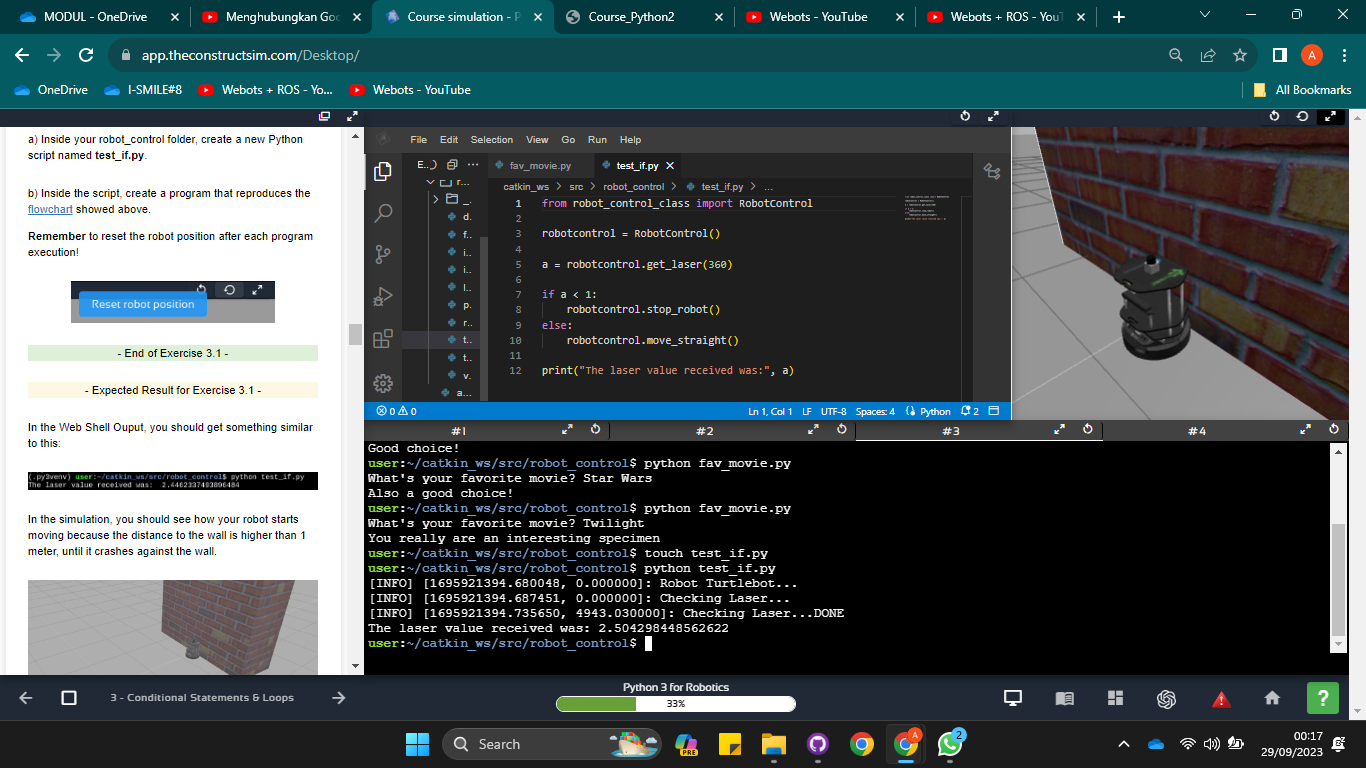 MODUL - OneDrive
Menghubungkan Goo
Course simulation - P
Course_Python2
Webots - YouTube
Webots + ROS - YouT
app.theconstructsim.com/Desktop/
A
OneDrive
I-SMILE#8
Webots + ROS - Yo...
Webots - YouTube
All Bookmarks
a) Inside your robot_control folder, create a new Python
script named test_if.py.
b) Inside the script, create a program that reproduces the
flowchart showed above.
Remember to reset the robot position after each program
execution!
Reset robot position
- End of Exercise 3.1 -
- Expected Result for Exercise 3.1 -
In the Web Shell Ouput, you should get something similar
to this:
(.py3venv) user:~/catkin_ws/src/robot_control$ python test_if.py
The laser value received was: 2.4462337493896484
In the simulation, you should see how your robot starts
moving because the distance to the wall is higher than 1
meter, until it crashes against the wall.
File Edit Selection View Go Run Help
E...)
fav_movie.py
test_if.py
catkin_ws > src > robot_control > test_if.py > ...
r...
_.
d.
f..
i..
i..
l..
p.
r..
t..
t..
v.
a...
1 from robot_control_class import RobotControl
2
3 robotcontrol = RobotControl()
4
5 a = robotcontrol.get_laser(360)
6
7 if a < 1:
8 robotcontrol.stop_robot()
9 else:
10 robotcontrol.move_straight()
11
12 print("The laser value received was:", a)
0 0
Ln 1, Col 1 LF UTF-8 Spaces: 4 Python 2
#1
#2
#3
#4
Good choice!
user:~/catkin_ws/src/robot_control$ python fav_movie.py
What's your favorite movie? Star Wars
Also a good choice!
user:~/catkin_ws/src/robot_control$ python fav_movie.py
What's your favorite movie? Twilight
You really are an interesting specimen
user:~/catkin_ws/src/robot_control$ touch test_if.py
user:~/catkin_ws/src/robot_control$ python test_if.py
[INFO] [1695921394.680048, 0.000000]: Robot Turtlebot...
[INFO] [1695921394.687451, 0.000000]: Checking Laser...
[INFO] [1695921394.735650, 4943.030000]: Checking Laser...DONE
The laser value received was: 2.504298448562622
user:~/catkin_ws/src/robot_control$
3 - Conditional Statements & Loops
Python 3 for Robotics
33%
?
Search
PRE
A
2
00:17
29/09/2023